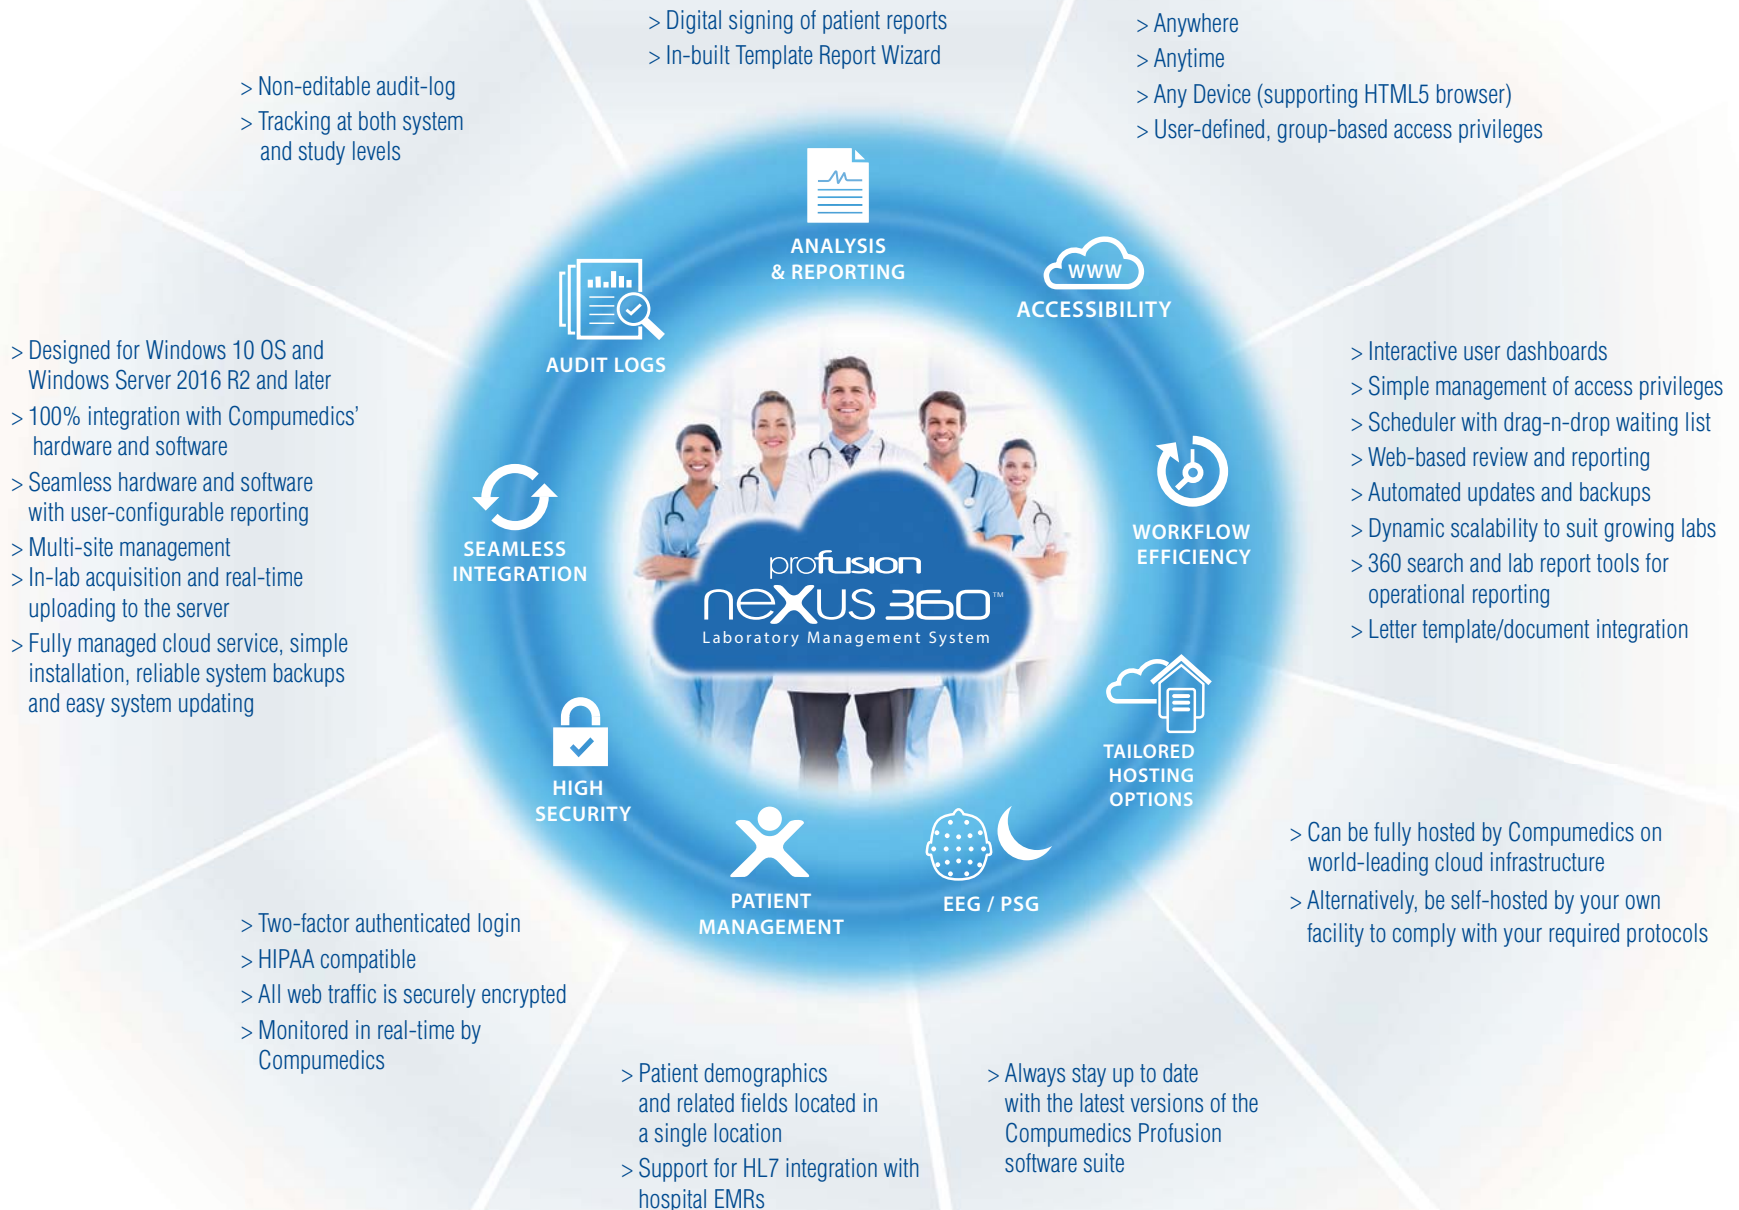 > Digital signing of patient reports
> In-built Template Report Wizard
> Anywhere
> Anytime
> Any Device (supporting HTML5 browser)
> User-defined, group-based access privileges
> Non-editable audit-log
> Tracking at both system
and study levels
ANALYSIS
& REPORTING
WWW
ACCESSIBILITY
AUDIT LOGS
> Designed for Windows 10 OS and
Windows Server 2016 R2 and later
> 100% integration with Compumedics'
hardware and software
> Seamless hardware and software
with user-configurable reporting
> Multi-site management
> In-lab acquisition and real-time
uploading to the server
> Fully managed cloud service, simple
installation, reliable system backups
and easy system updating
SEAMLESS
INTEGRATION
profusion
neXus 360™
Laboratory Management System
WORKFLOW
EFFICIENCY
> Interactive user dashboards
> Simple management of access privileges
> Scheduler with drag-n-drop waiting list
> Web-based review and reporting
> Automated updates and backups
> Dynamic scalability to suit growing labs
> 360 search and lab report tools for
operational reporting
> Letter template/document integration
HIGH
SECURITY
TAILORED
HOSTING
OPTIONS
PATIENT
MANAGEMENT
EEG / PSG
> Can be fully hosted by Compumedics on
world-leading cloud infrastructure
> Alternatively, be self-hosted by your own
facility to comply with your required protocols
> Two-factor authenticated login
> HIPAA compatible
> All web traffic is securely encrypted
> Monitored in real-time by
Compumedics
> Patient demographics
and related fields located in
a single location
> Support for HL7 integration with
hospital EMRs
> Always stay up to date
with the latest versions of the
Compumedics Profusion
software suite